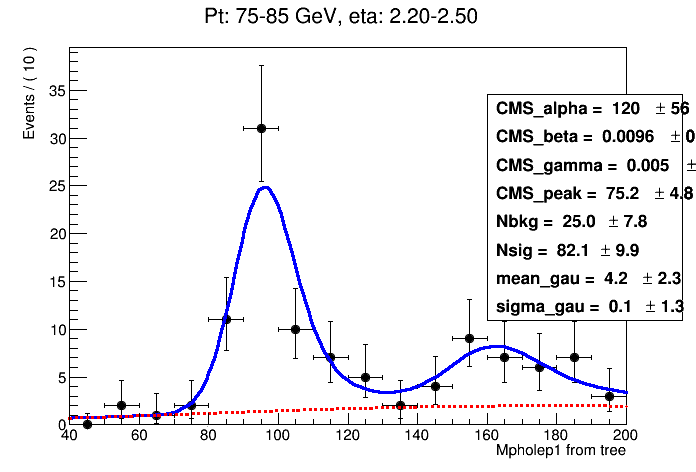 Pt: 75-85 GeV, eta: 2.20-2.50
Events / ( 10 )
35
30
25
20
15
10
5
0
CMS_alpha = 120 ± 56
CMS_beta = 0.0096 ± 0
CMS_gamma = 0.005 ±
CMS_peak = 75.2 ± 4.8
Nbkg = 25.0 ± 7.8
Nsig = 82.1 ± 9.9
mean_gau = 4.2 ± 2.3
sigma_gau = 0.1 ± 1.3
40 60 80 100 120 140 160 180 200
Mpholep1 from tree